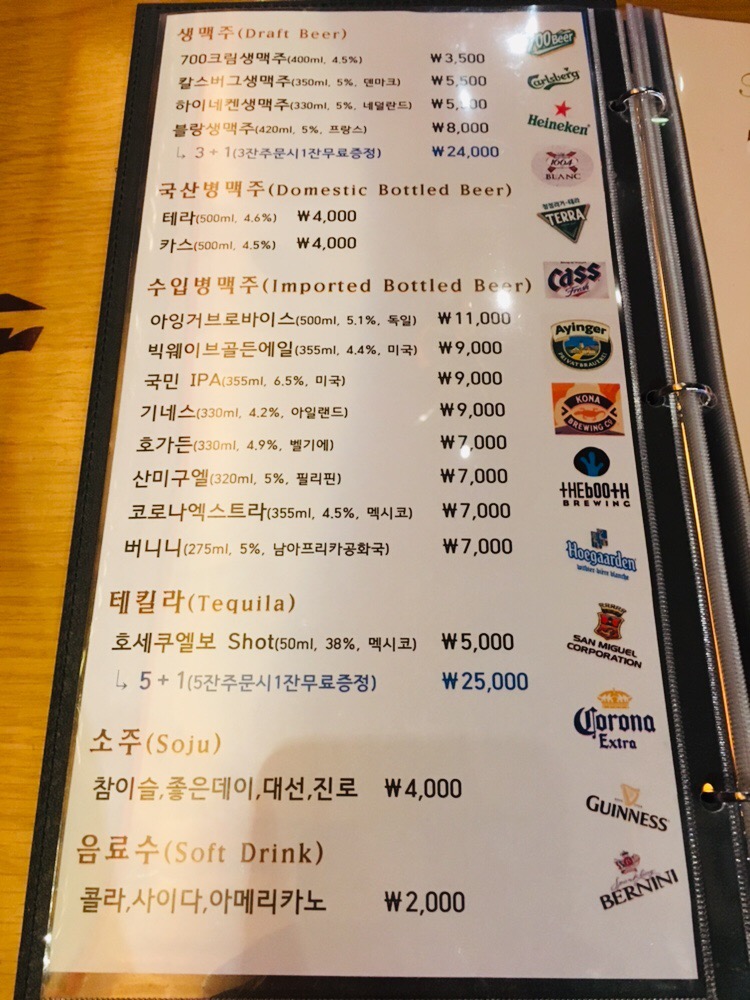 생맥주(Draft Beer)
700크림생맥주(400ml, 4.5%) ₩3,500
칼스버그생맥주(350ml, 5%, 덴마크) ₩5,500
하이네켄생맥주(330ml, 5%, 네덜란드)
블랑생맥주(420ml, 5%, 프랑스) ₩8,000
↳ 3+1(3잔주문시1잔무료증정) ₩24,000
국산병맥주(Domestic Bottled Beer)
테라(500ml, 4.6%) ₩4,000
카스(500ml, 4.5%) ₩4,000
수입병맥주(Imported Bottled Beer)
아잉거브로바이스(500ml, 5.1%, 독일) ₩11,000
빅웨이브골든에일(355ml, 4.4%, 미국) ₩9,000
국민 IPA(355ml, 6.5%, 미국) ₩9,000
기네스(330ml, 4.2%, 아일랜드) ₩9,000
호가든(330ml, 4.9%, 벨기에) ₩7,000
산미구엘(320ml, 5%, 필리핀) ₩7,000
코로나엑스트라(355ml, 4.5%, 멕시코) ₩7,000
버니니(275ml, 5%, 남아프리카공화국) ₩7,000
테킬라(Tequila)
호세쿠엘보 Shot(50ml, 38%, 멕시코) ₩5,000
↳ 5+1(5잔주문시1잔무료증정) ₩25,000
소주(Soju)
참이슬,좋은데이,대선,진로 ₩4,000
음료수(Soft Drink)
콜라,사이다,아메리카노 ₩2,000
700Beer
Carlsberg
Heineken
1664
BLANC
청정라거-테라
TERRA
Cass
Fresh
Ayinger
PRIVATBRAUEREI
KONA
BREWING CO
THE BOOTH
BREWING
Hoegaarden
witbier bière blanche
SAN MIGUEL
CORPORATION
Corona
Extra
GUINNESS
BERNINI